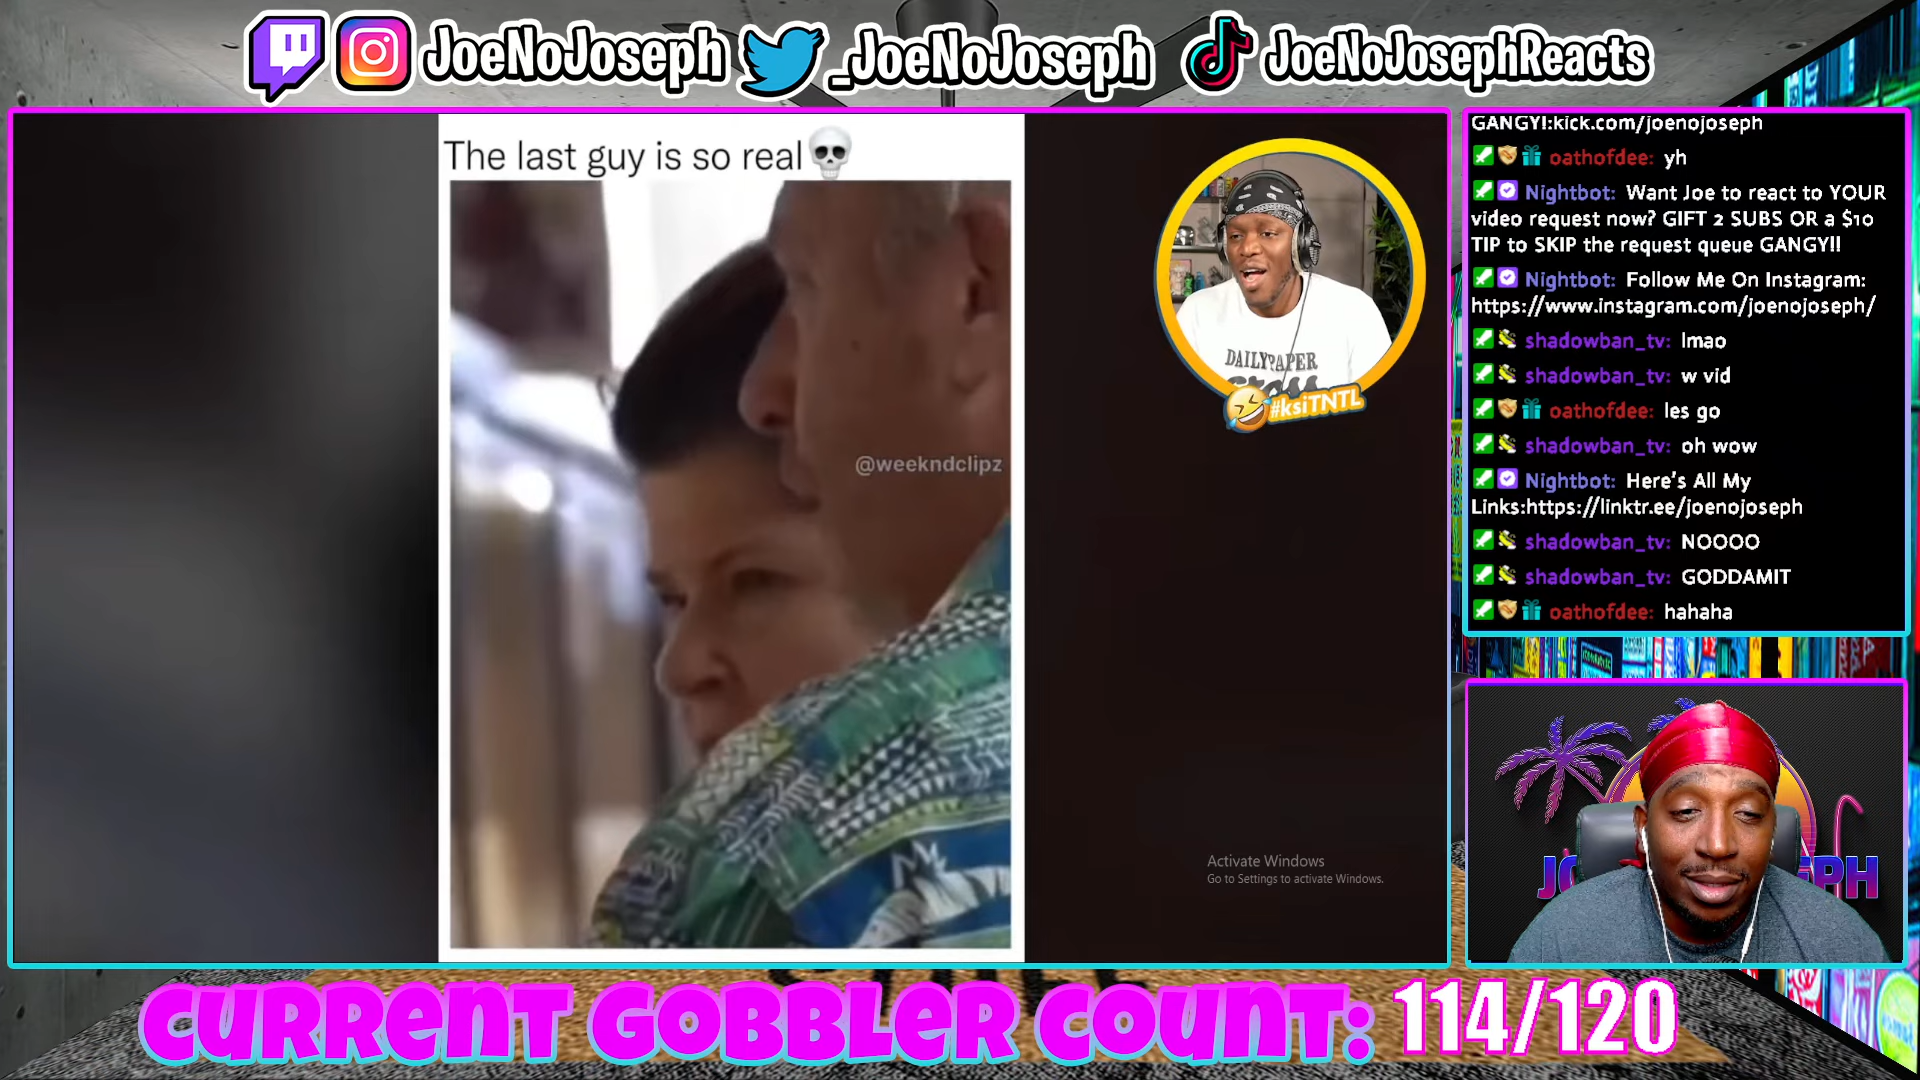 JoeNoJoseph
_JoeNoJoseph
JoeNoJosephReacts
The last guy is so real💀
@weekndclipz
DAILY PAPER
#ksiTNTL
Activate Windows
Go to Settings to activate Windows.
GANGY!:kick.com/joenojoseph
oathofdee: yh
Nightbot: Want Joe to react to YOUR
video request now? GIFT 2 SUBS OR a $10
TIP to SKIP the request queue GANGY!!
Nightbot: Follow Me On Instagram:
https://www.instagram.com/joenojoseph/
shadowban_tv: lmao
shadowban_tv: w vid
oathofdee: les go
shadowban_tv: oh wow
Nightbot: Here's All My
Links:https://linktr.ee/joenojoseph
shadowban_tv: NOOOO
shadowban_tv: GODDAMIT
oathofdee: hahaha
CURRENT GOBBLER COUNT: 114/120